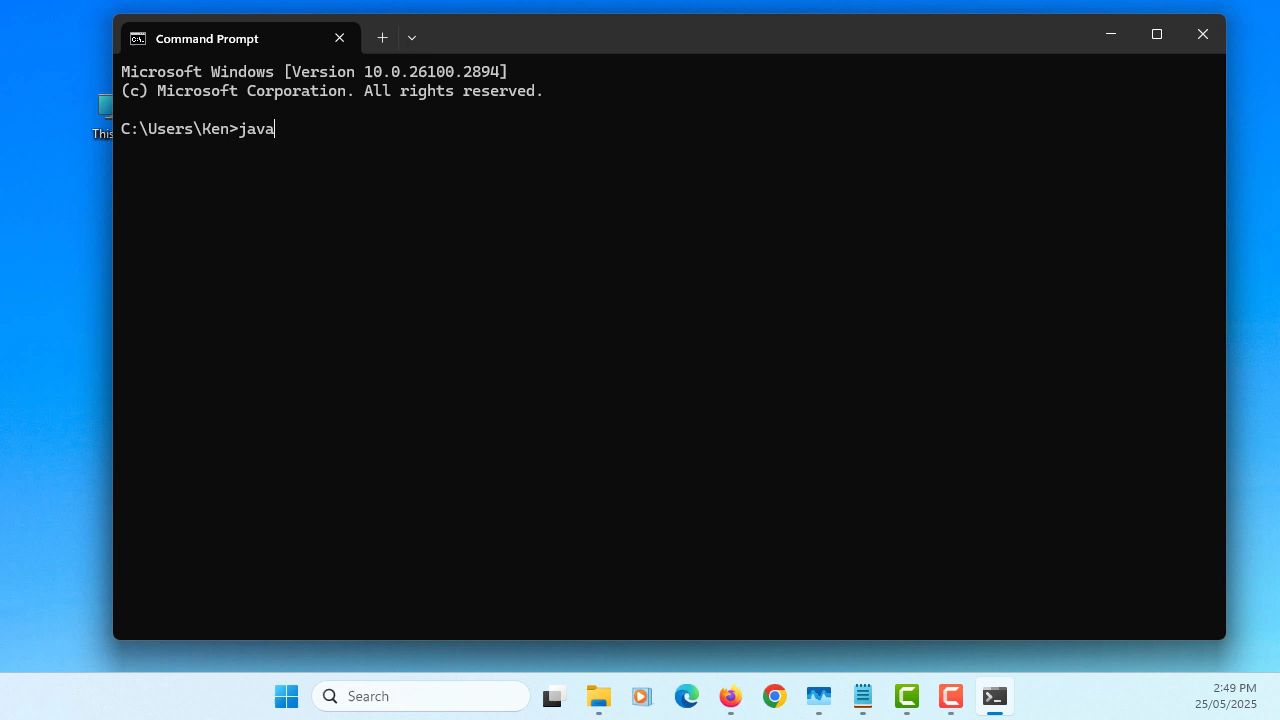 Command Prompt
Microsoft Windows [Version 10.0.26100.2894]
(c) Microsoft Corporation. All rights reserved.
C:\Users\Ken>java
This
Search
2:49 PM
25/05/2025